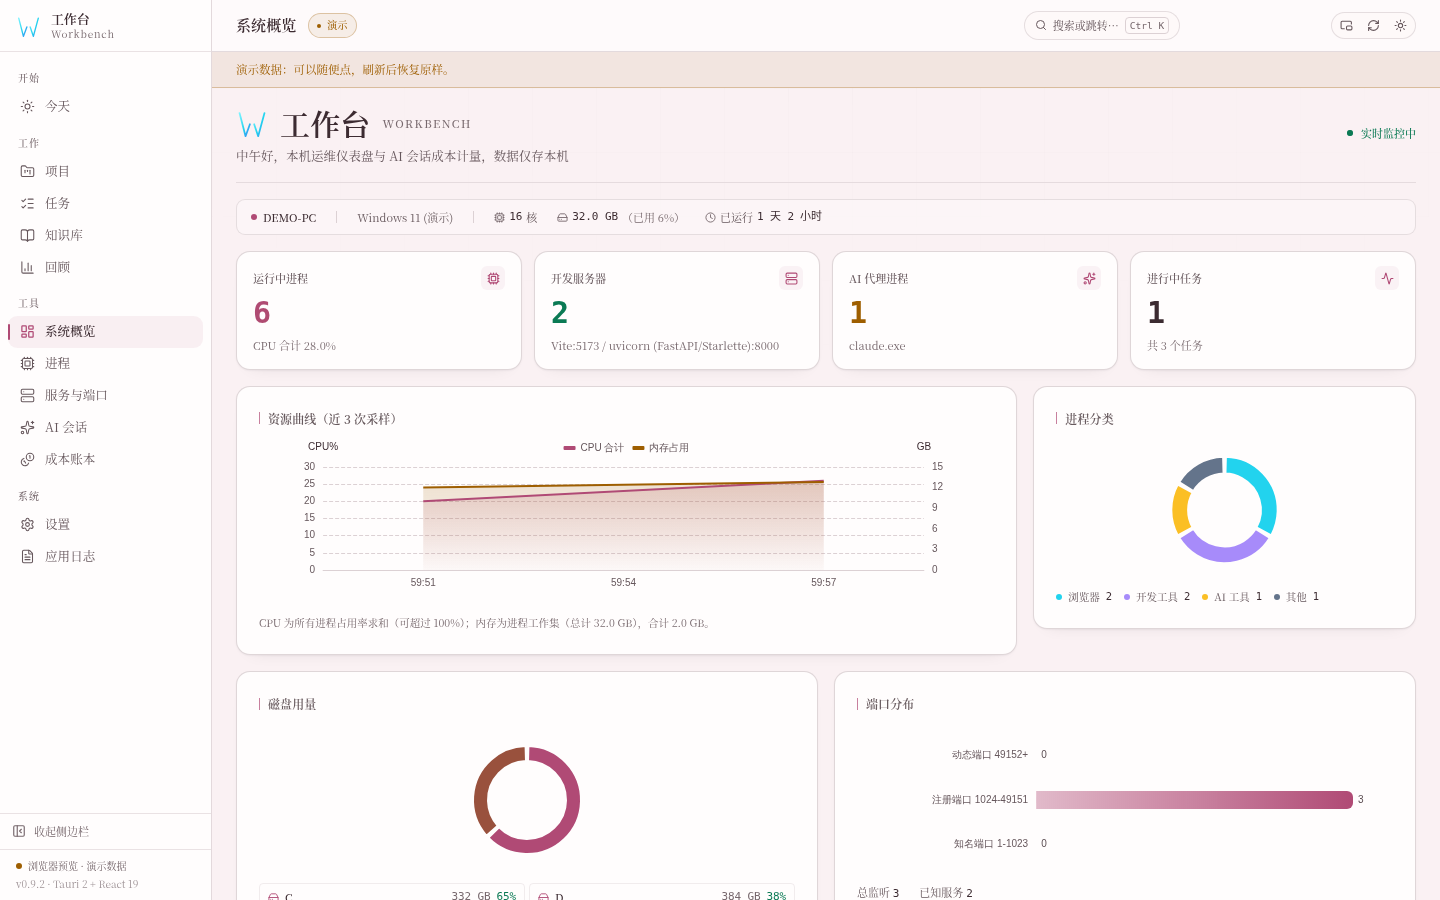 工作台
Workbench
开始
今天
工作
项目
任务
知识库
回顾
工具
系统概览
进程
服务与端口
AI 会话
成本账本
系统
设置
应用日志
收起侧边栏
浏览器预览 · 演示数据
v0.9.2 · Tauri 2 + React 19
系统概览
演示
搜索或跳转…
Ctrl K
演示数据：可以随便点，刷新后恢复原样。
工作台 WORKBENCH
中午好，本机运维仪表盘与 AI 会话成本计量，数据仅存本机
实时监控中
DEMO-PC
Windows 11 (演示)
16 核
32.0 GB （已用 6%）
已运行 1 天 2 小时
运行中进程
6
CPU 合计 28.0%
开发服务器
2
Vite:5173 / uvicorn (FastAPI/Starlette):8000
AI 代理进程
1
claude.exe
进行中任务
1
共 3 个任务
资源曲线（近 3 次采样）
CPU%
CPU 合计
内存占用
GB
30
25
20
15
10
5
0
15
12
9
6
3
0
59:51
59:54
59:57
CPU 为所有进程占用率求和（可超过 100%）；内存为进程工作集（总计 32.0 GB），合计 2.0 GB。
进程分类
浏览器 2
开发工具 2
AI 工具 1
其他 1
磁盘用量
C
332 GB 65%
D
384 GB 38%
端口分布
动态端口 49152+ 0
注册端口 1024-49151 3
知名端口 1-1023 0
总监听 3
已知服务 2